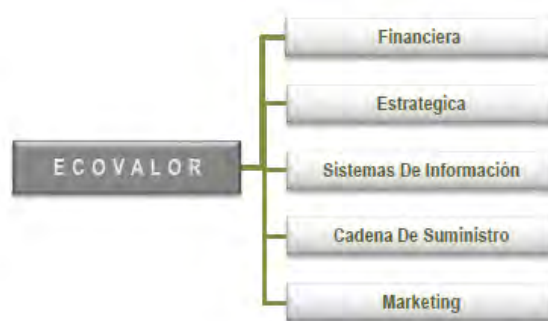 Financiera
Estrategica
ECOVALOR
Sistemas De Información
Cadena De Suministro
Marketing